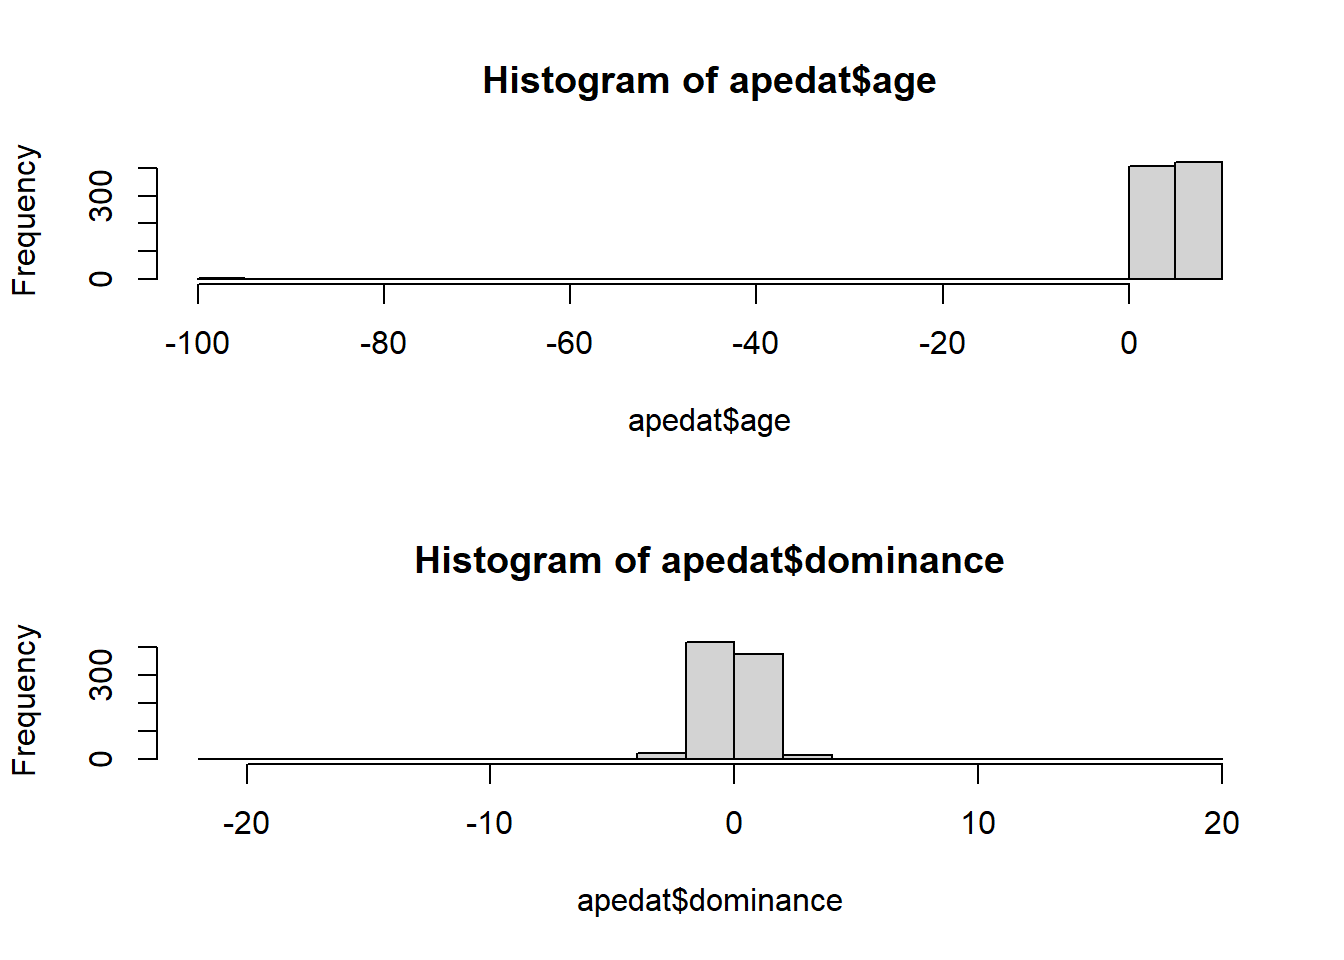 Histogram of apedat$age
Frequency
300
0
-100 -80 -60 -40 -20 0
apedat$age
Histogram of apedat$dominance
Frequency
300
0
-20 -10 0 10 20
apedat$dominance